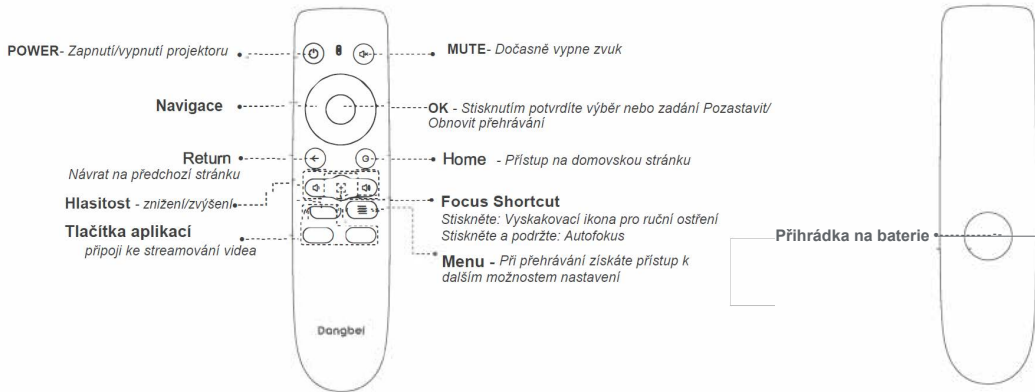 POWER- Zapnutí/vypnutí projektoru
MUTE- Dočasně vypne zvuk
Navigace
OK - Stisknutím potvrdíte výběr nebo zadání Pozastavit/
Obnovit přehrávání
Return
Návrat na předchozí stránku
Home - Přístup na domovskou stránku
Hlasitost - znížení/zvýšení
Focus Shortcut
Stiskněte: Vyskakovací ikona pro ruční ostření
Stiskněte a podržte: Autofokus
Tlačítka aplikací
připoji ke streamování videa
Menu - Při přehrávání získáte přístup k
dalším možnostem nastavení
Dangbei
Přihrádka na baterie